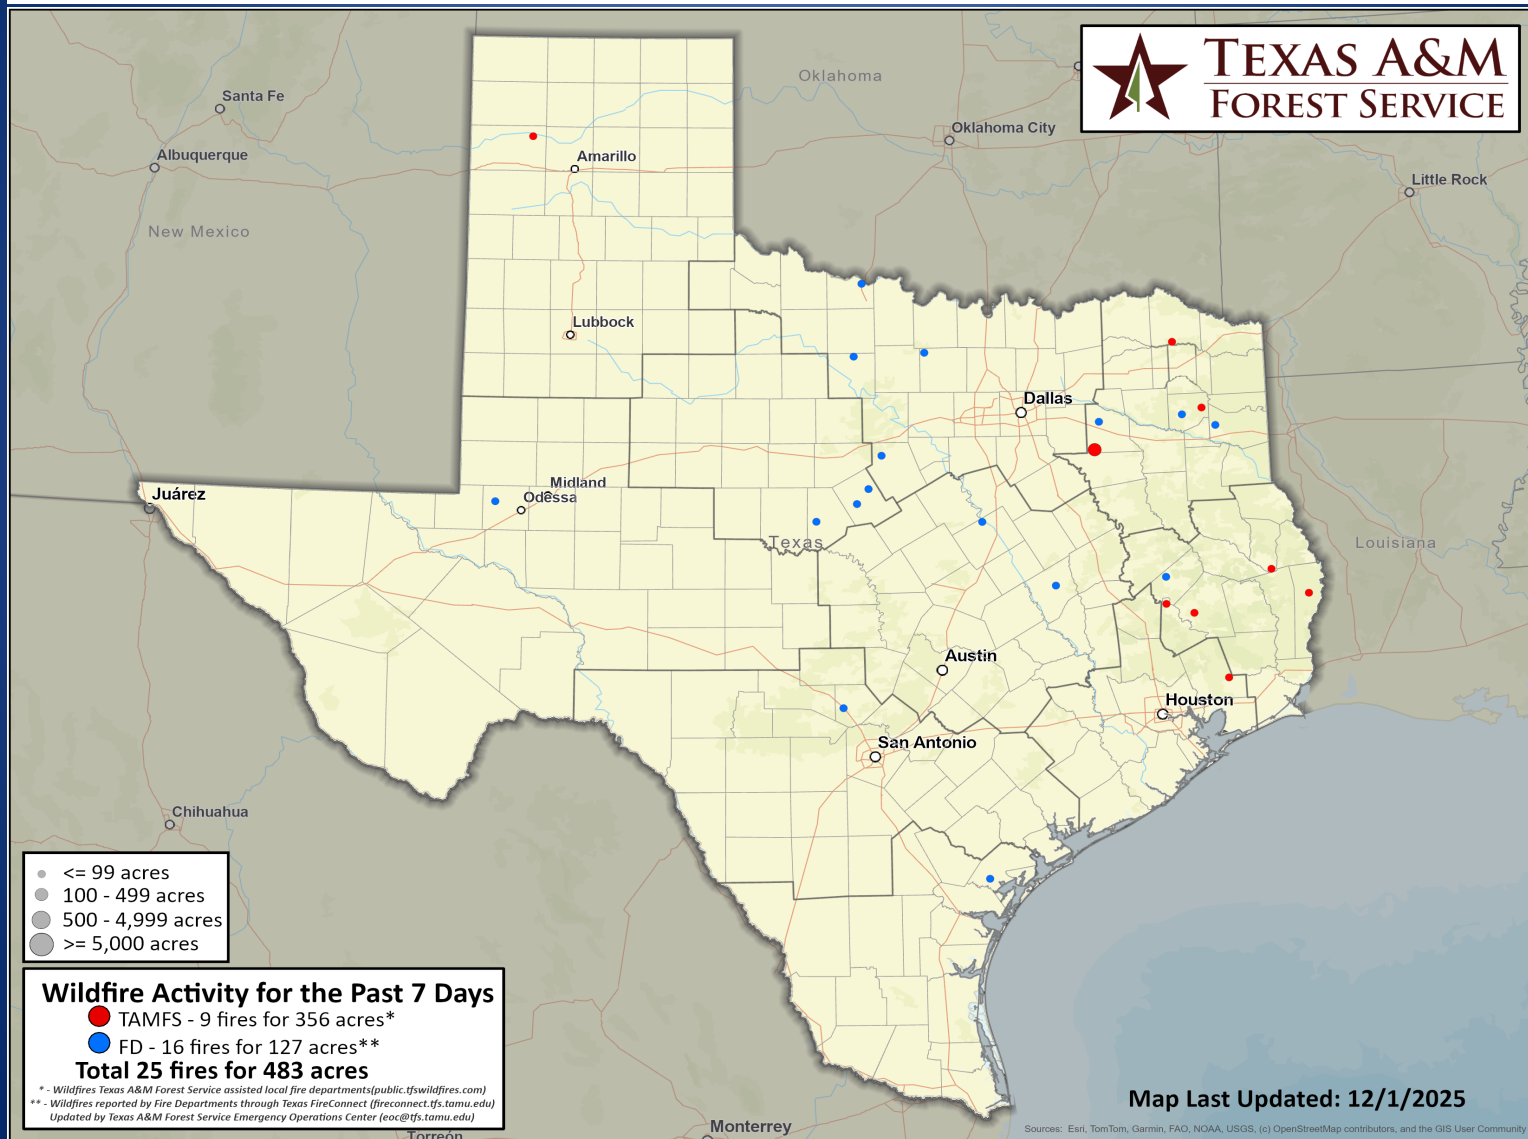 TEXAS A&M
FOREST SERVICE
Oklahoma
Santa Fe
Oklahoma City
Albuquerque
Amarillo
Little Rock
New Mexico
Lubbock
Dallas
Midland
Odessa
Juárez
Texas
Louisiana
Austin
Houston
San Antonio
Chihuahua
<= 99 acres
100 - 499 acres
500 - 4,999 acres
>= 5,000 acres
Wildfire Activity for the Past 7 Days
TAMFS - 9 fires for 356 acres*
FD - 16 fires for 127 acres**
Total 25 fires for 483 acres
* - Wildfires Texas A&M Forest Service assisted local fire departments(public.tfswildfires.com)
** - Wildfires reported by Fire Departments through Texas FireConnect (fireconnect.tfs.tamu.edu)
Updated by Texas A&M Forest Service Emergency Operations Center (eoc@tfs.tamu.edu)
Map Last Updated: 12/1/2025
Sources: Esri, TomTom, Garmin, FAO, NOAA, USGS, (c) OpenStreetMap contributors, and the GIS User Community
Monterrey
Torreón